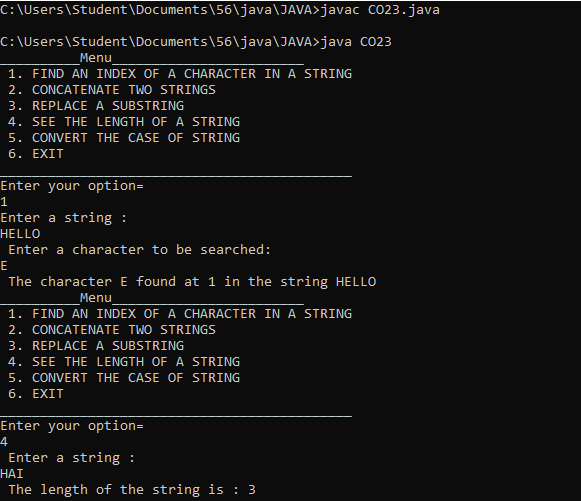 C:\Users\Student\Documents\56\java\JAVA>javac CO23.java
C:\Users\Student\Documents\56\java\JAVA>java CO23
__________Menu________________________
 1. FIND AN INDEX OF A CHARACTER IN A STRING
 2. CONCATENATE TWO STRINGS
 3. REPLACE A SUBSTRING
 4. SEE THE LENGTH OF A STRING
 5. CONVERT THE CASE OF STRING
 6. EXIT
____________________________________________
Enter your option=
1
Enter a string :
HELLO
 Enter a character to be searched:
E
 The character E found at 1 in the string HELLO
__________Menu________________________
 1. FIND AN INDEX OF A CHARACTER IN A STRING
 2. CONCATENATE TWO STRINGS
 3. REPLACE A SUBSTRING
 4. SEE THE LENGTH OF A STRING
 5. CONVERT THE CASE OF STRING
 6. EXIT
____________________________________________
Enter your option=
4
 Enter a string :
HAI
 The length of the string is : 3